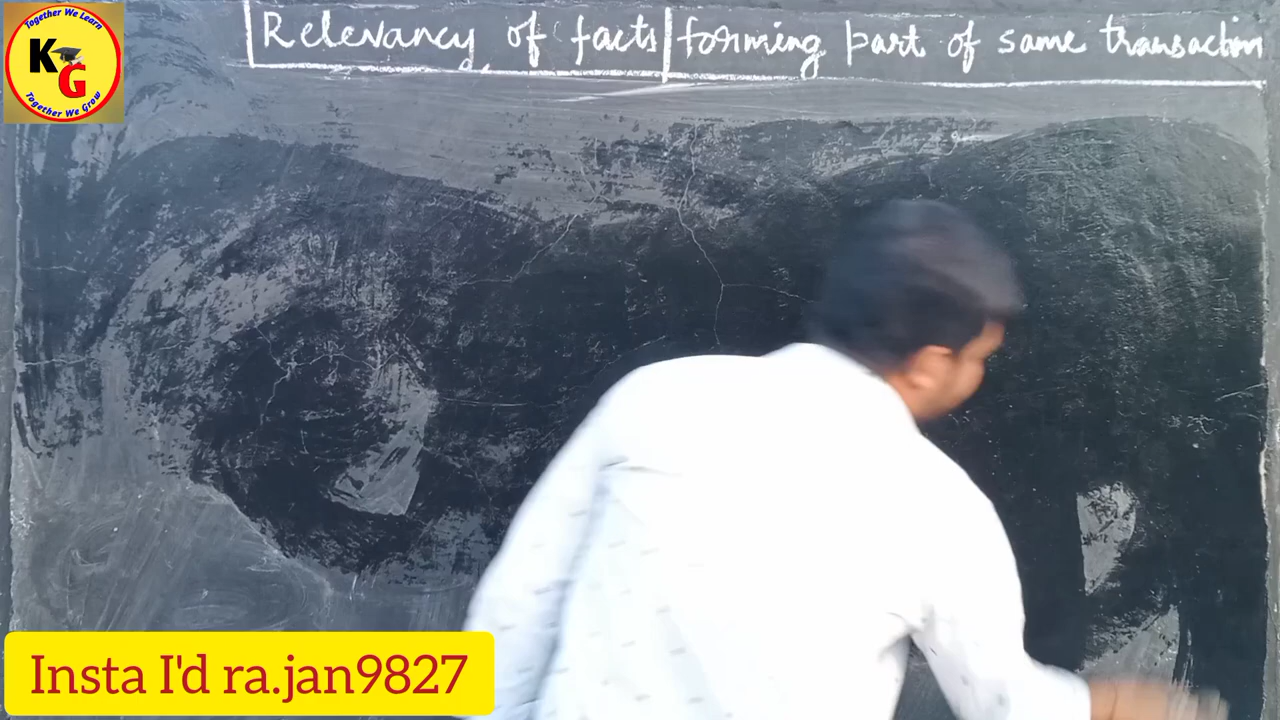 Together We Learn
KG
Together We Grow
Relevancy of facts forming part of same transaction
Insta I'd ra.jan9827